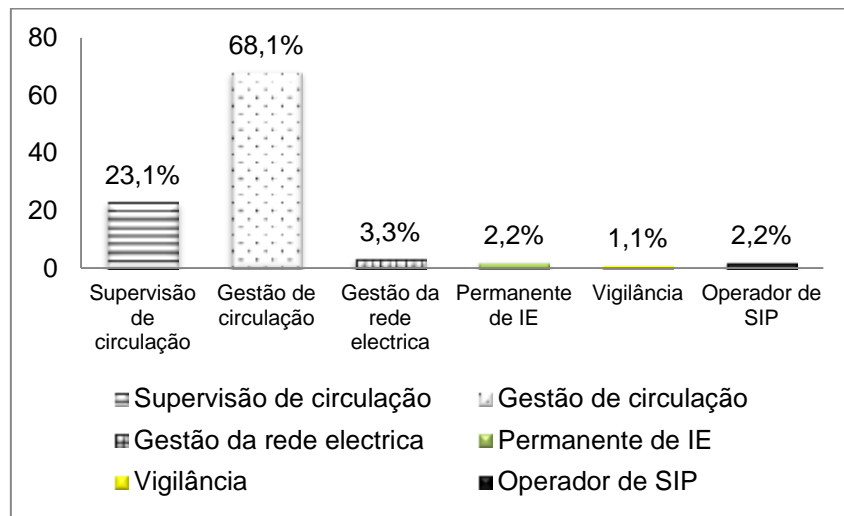 80
60
40
20
0
23,1%
68,1%
3,3%
2,2%
1,1%
2,2%
Supervisão
de
circulação
Gestão de
circulação
Gestão da
rede
electrica
Permanente
de IE
Vigilância
Operador de
SIP
Supervisão de circulação
Gestão de circulação
Gestão da rede electrica
Permanente de IE
Vigilância
Operador de SIP